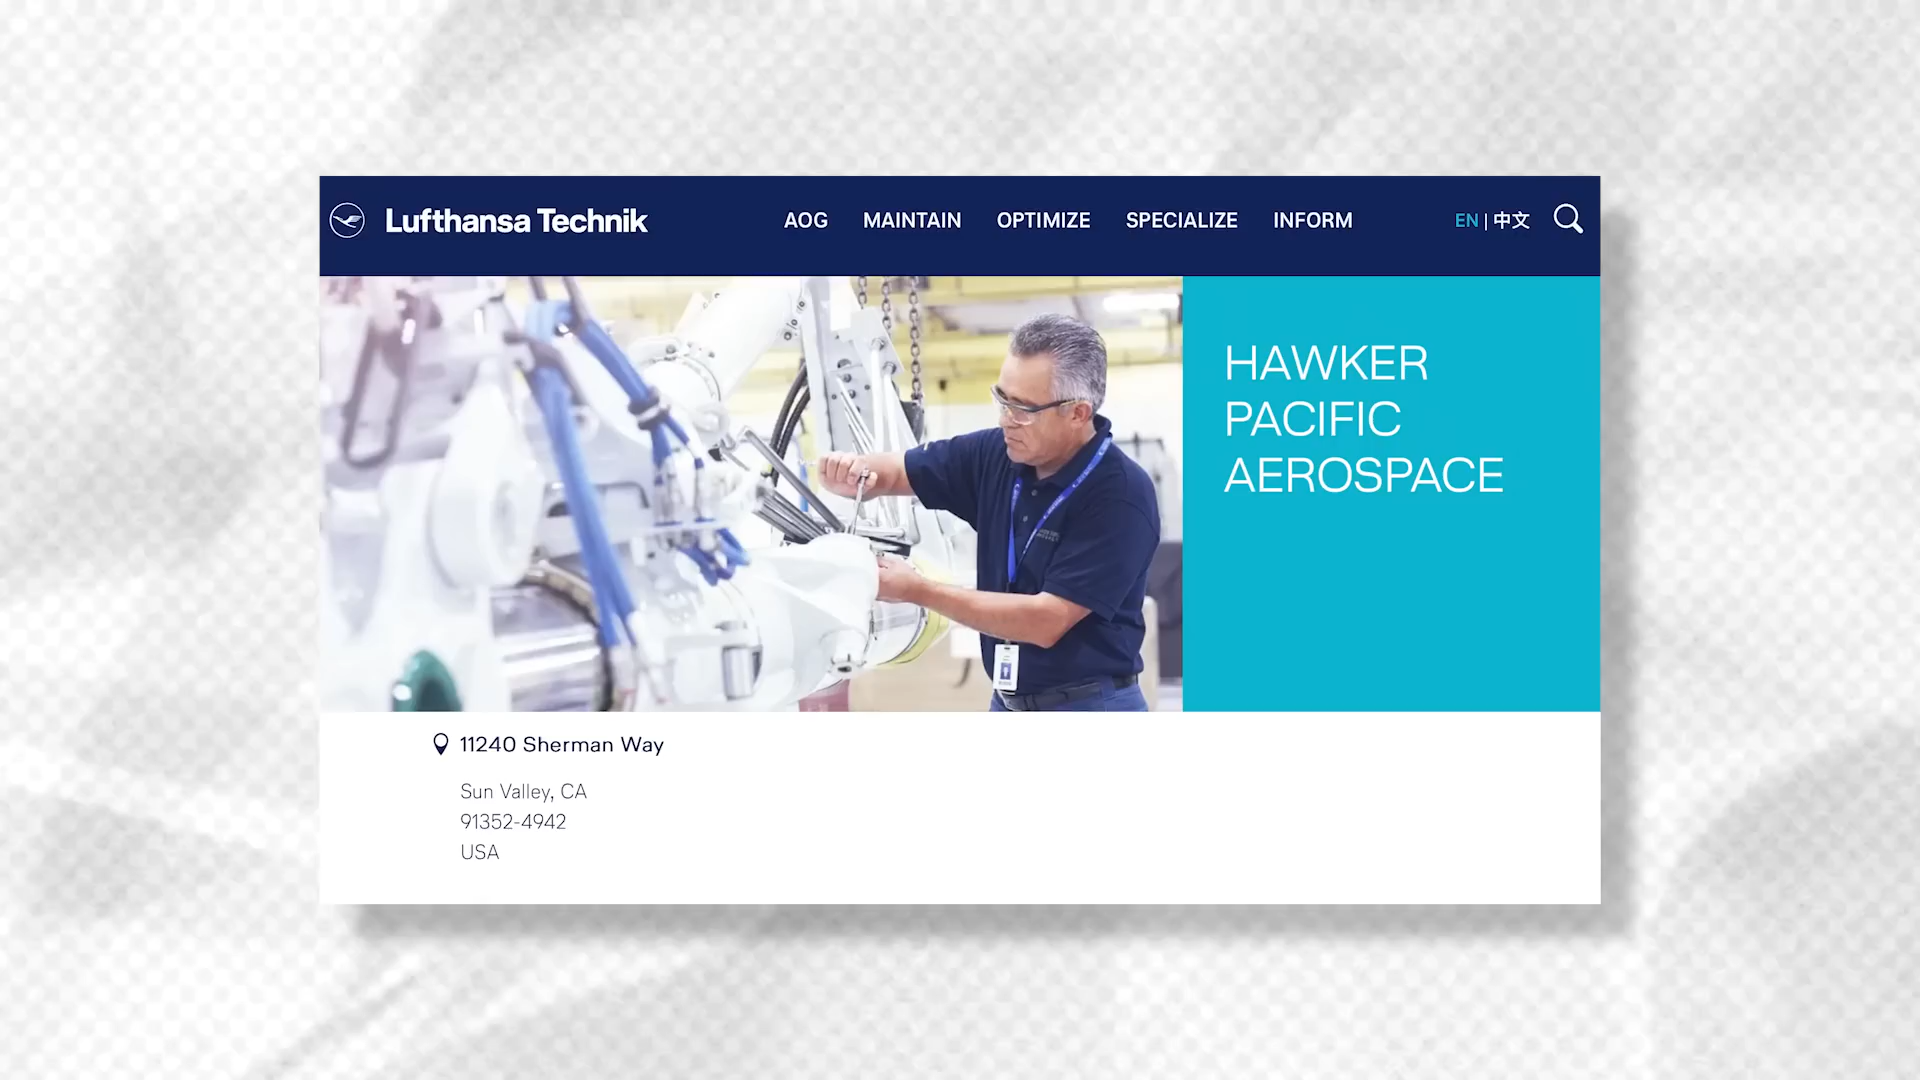 Lufthansa Technik
AOG MAINTAIN OPTIMIZE SPECIALIZE INFORM
EN | 中文
HAWKER
PACIFIC
AEROSPACE
11240 Sherman Way
Sun Valley, CA
91352-4942
USA